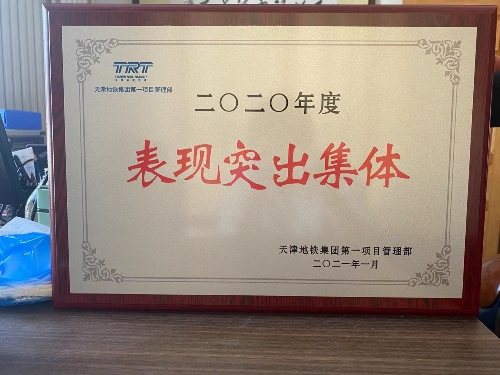 TRT
天津地铁集团第一项目管理部
二〇二〇年度
表现突出集体
天津地铁集团第一项目管理部
二〇二一年一月